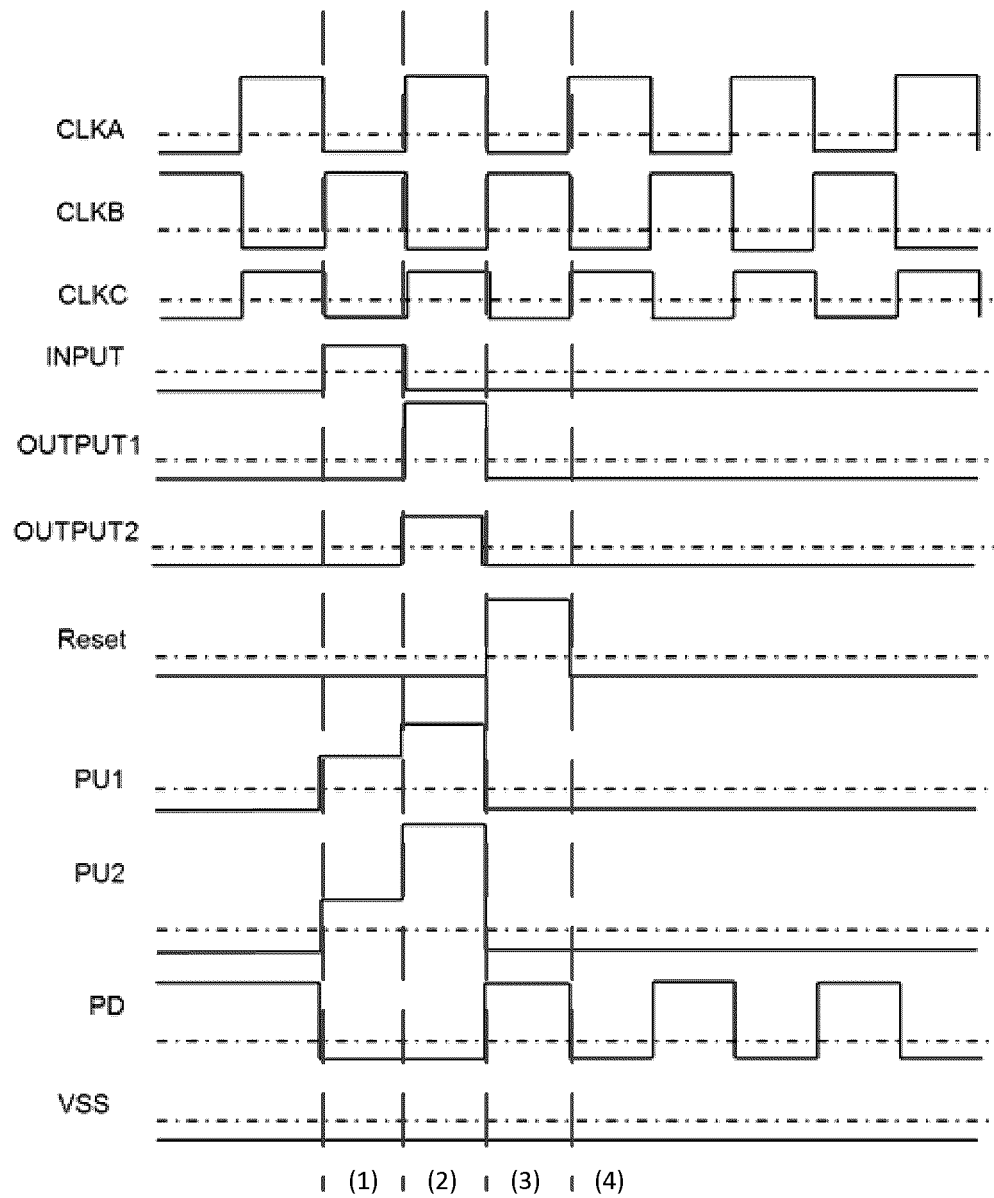 CLKA
CLKB
CLKC
INPUT
OUTPUT1
OUTPUT2
Reset
PU1
PU2
PD
VSS
(1) (2) (3) (4)